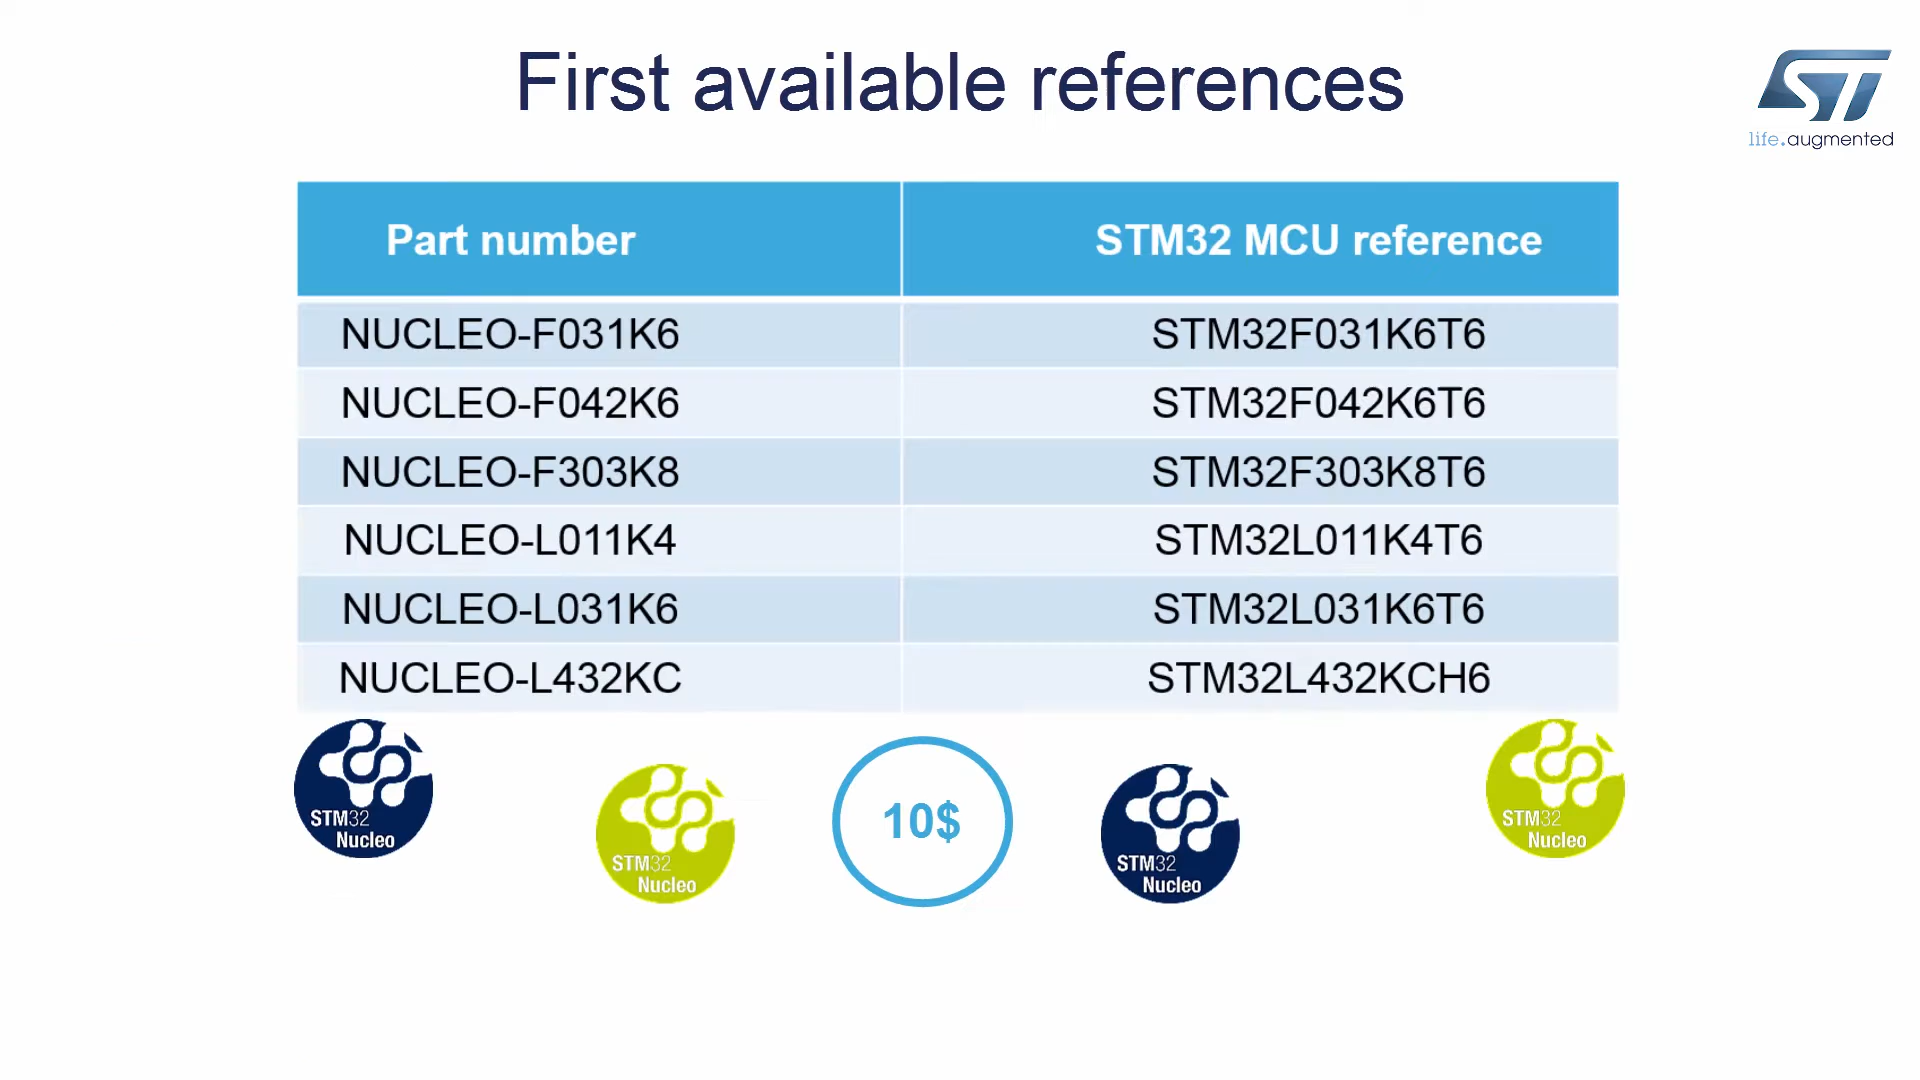 First available references
ST
life.augmented
Part number STM32 MCU reference
NUCLEO-F031K6 STM32F031K6T6
NUCLEO-F042K6 STM32F042K6T6
NUCLEO-F303K8 STM32F303K8T6
NUCLEO-L011K4 STM32L011K4T6
NUCLEO-L031K6 STM32L031K6T6
NUCLEO-L432KC STM32L432KCH6
STM32
Nucleo
STM32
Nucleo
10$
STM32
Nucleo
STM32
Nucleo